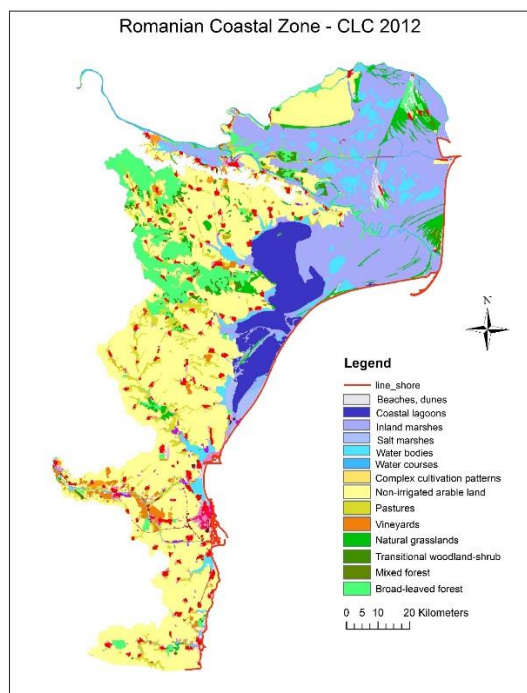 Romanian Coastal Zone - CLC 2012
N
Legend
line_shore
Beaches, dunes
Coastal lagoons
Inland marshes
Salt marshes
Water bodies
Water courses
Complex cultivation patterns
Non-irrigated arable land
Pastures
Vineyards
Natural grasslands
Transitional woodland-shrub
Mixed forest
Broad-leaved forest
0 5 10 20 Kilometers